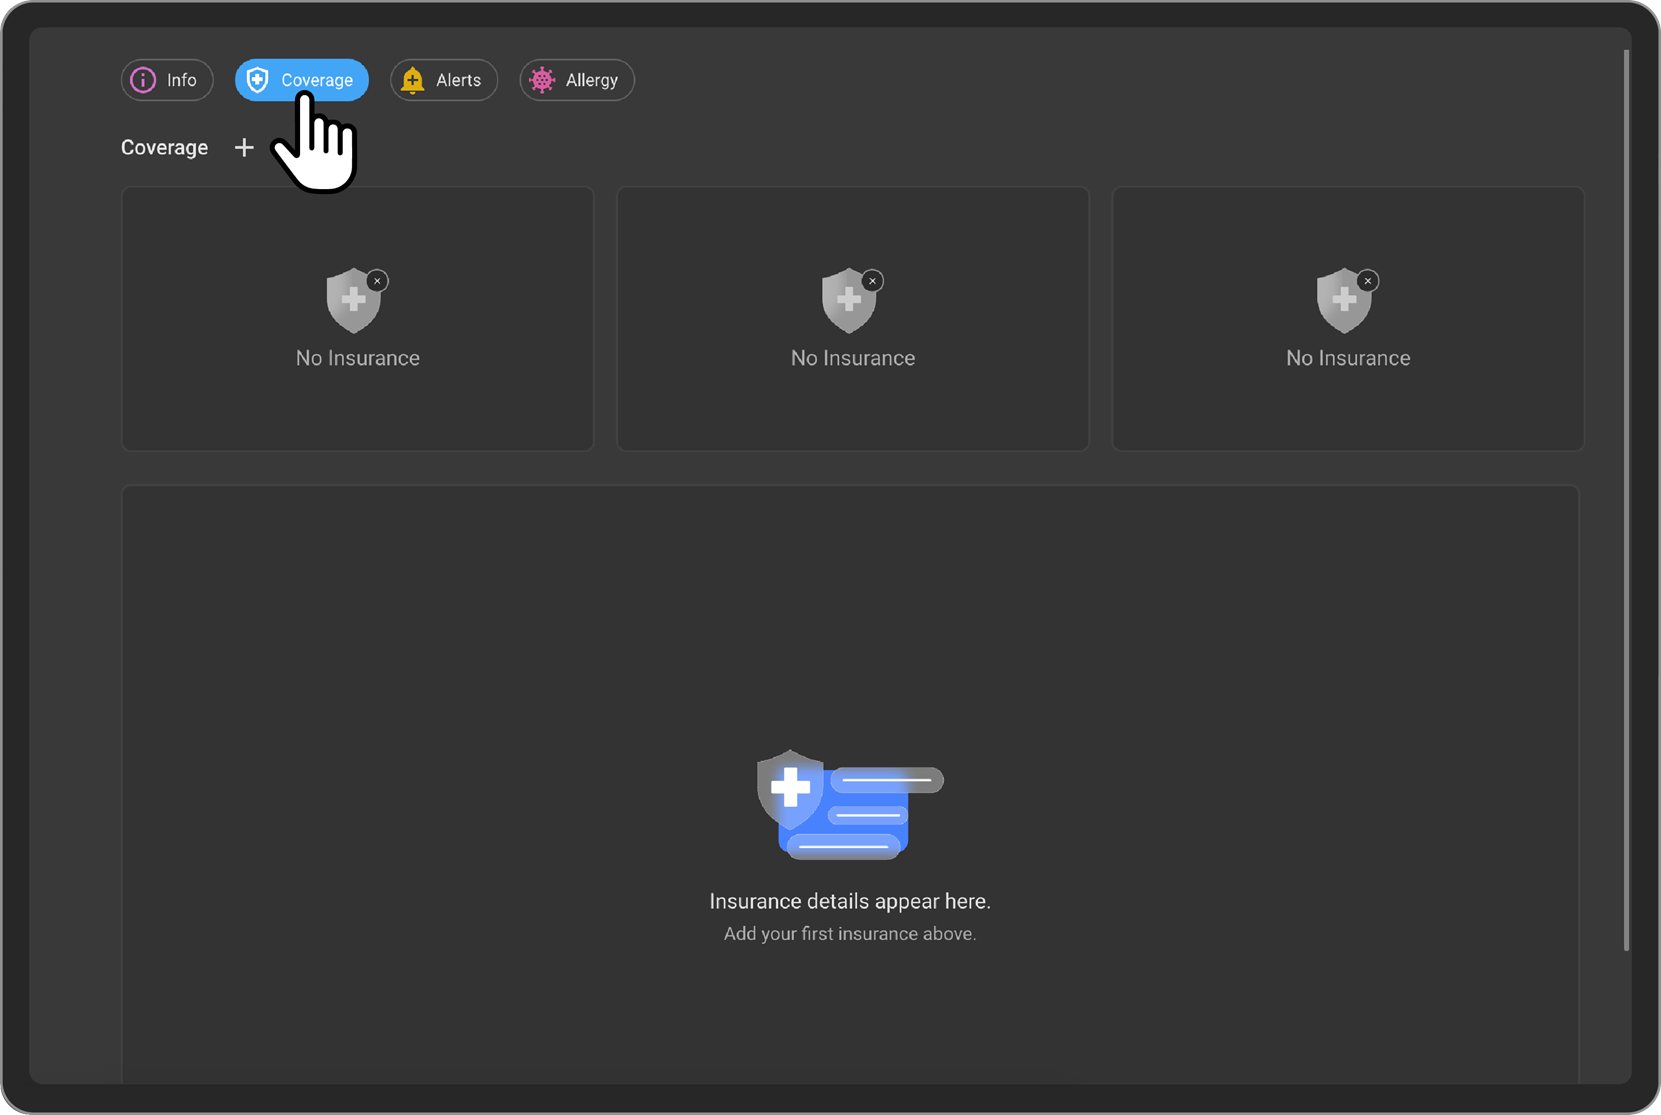 Info
Coverage
Alerts
Allergy
Coverage
No Insurance
No Insurance
No Insurance
Insurance details appear here.
Add your first insurance above.